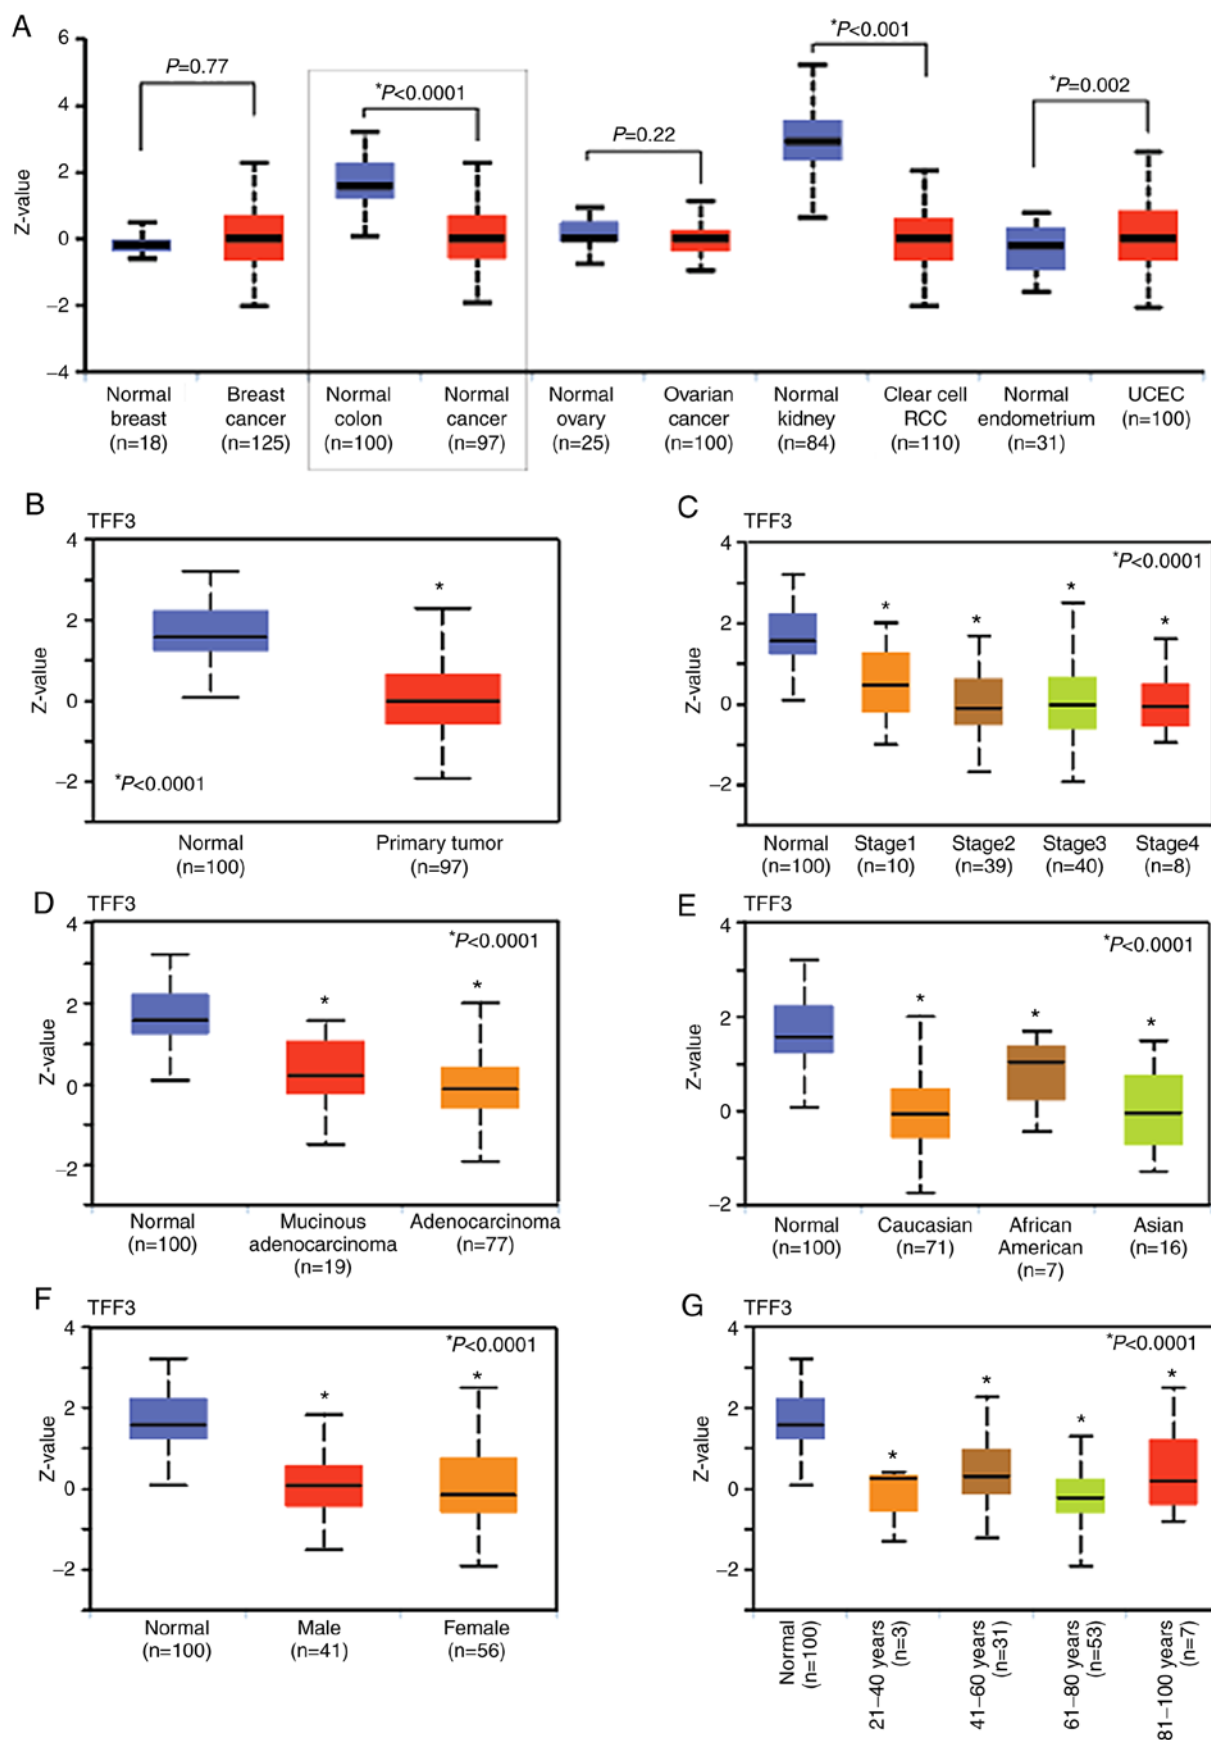 A
6
4
2
0
−2
−4
Z-value
P=0.77
*P<0.0001
P=0.22
*P<0.001
*P=0.002
Normal breast (n=18)
Breast cancer (n=125)
Normal colon (n=100)
Normal cancer (n=97)
Normal ovary (n=25)
Ovarian cancer (n=100)
Normal kidney (n=84)
Clear cell RCC (n=110)
Normal endometrium (n=31)
UCEC (n=100)
B
TFF3
4
2
0
−2
Z-value
*
*P<0.0001
Normal (n=100)
Primary tumor (n=97)
C
TFF3
4
2
0
−2
Z-value
*P<0.0001
*
*
*
*
Normal (n=100)
Stage1 (n=10)
Stage2 (n=39)
Stage3 (n=40)
Stage4 (n=8)
D
TFF3
4
2
0
−2
Z-value
*P<0.0001
*
*
Normal (n=100)
Mucinous adenocarcinoma (n=19)
Adenocarcinoma (n=77)
E
TFF3
4
2
0
−2
Z-value
*P<0.0001
*
*
*
Normal (n=100)
Caucasian (n=71)
African American (n=7)
Asian (n=16)
F
TFF3
4
2
0
−2
Z-value
*P<0.0001
*
*
Normal (n=100)
Male (n=41)
Female (n=56)
G
TFF3
4
2
0
−2
Z-value
*P<0.0001
*
*
*
*
Normal (n=100)
21–40 years (n=3)
41–60 years (n=31)
61–80 years (n=53)
81–100 years (n=7)